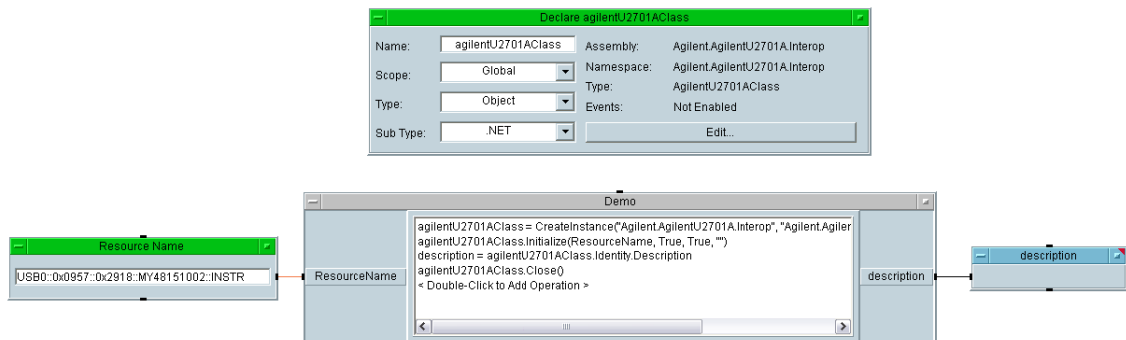 Declare agilentU2701AClass
Name: agilentU2701AClass Assembly: Agilent.AgilentU2701A.Interop
Scope: Global Namespace: Agilent.AgilentU2701A.Interop
Type: AgilentU2701AClass
Type: Object Events: Not Enabled
Sub Type: .NET Edit...
Demo
agilentU2701AClass = CreateInstance("Agilent.AgilentU2701A.Interop", "Agilent.Agiler
agilentU2701AClass.Initialize(ResourceName, True, True, "")
description = agilentU2701AClass.Identity.Description
agilentU2701AClass.Close()
< Double-Click to Add Operation >
Resource Name
USB0::0x0957::0x2918::MY48151002::INSTR
ResourceName
description
description